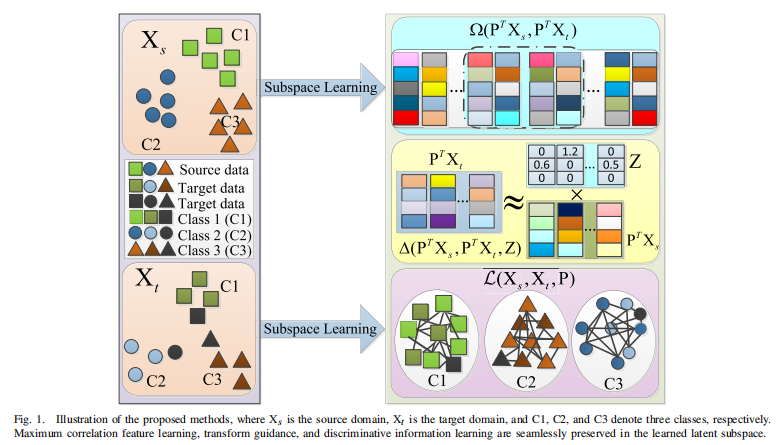 X_s
C1
C2
C3
Source data
Target data
Target data
Class 1 (C1)
Class 2 (C2)
Class 3 (C3)
X_t
C1
C2
C3
Subspace Learning
Subspace Learning
Ω(P^T X_s, P^T X_t)
... ...
P^T X_t
...
≈
0 1.2 0
0.6 0 ... 0.5
0 0 0
Z
×
...
P^T X_s
Δ(P^T X_s, P^T X_t, Z)
ℒ(X_s, X_t, P)
C1
C2
C3
Fig. 1. Illustration of the proposed methods, where X_s is the source domain, X_t is the target domain, and C1, C2, and C3 denote three classes, respectively.
Maximum correlation feature learning, transform guidance, and discriminative information learning are seamlessly preserved in the learned latent subspace.